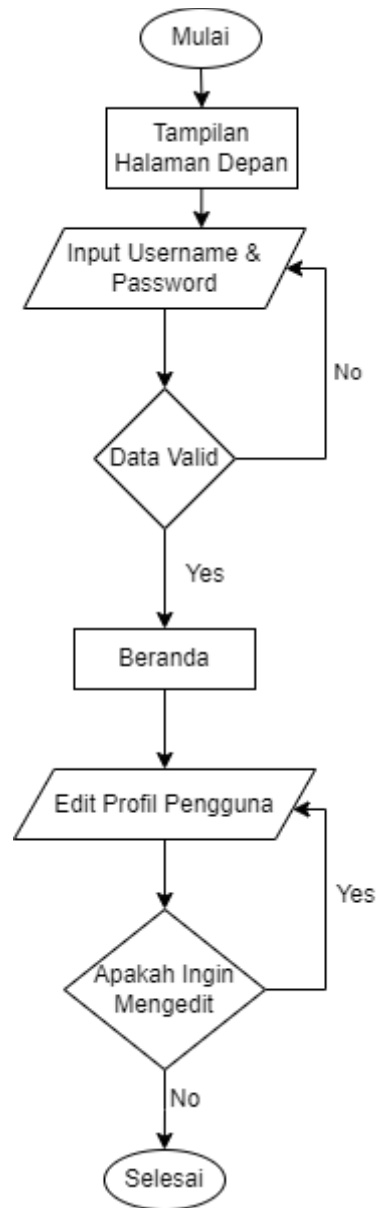 Mulai
Tampilan
Halaman Depan
Input Username &
Password
No
Data Valid
Yes
Beranda
Edit Profil Pengguna
Yes
Apakah Ingin
Mengedit
No
Selesai